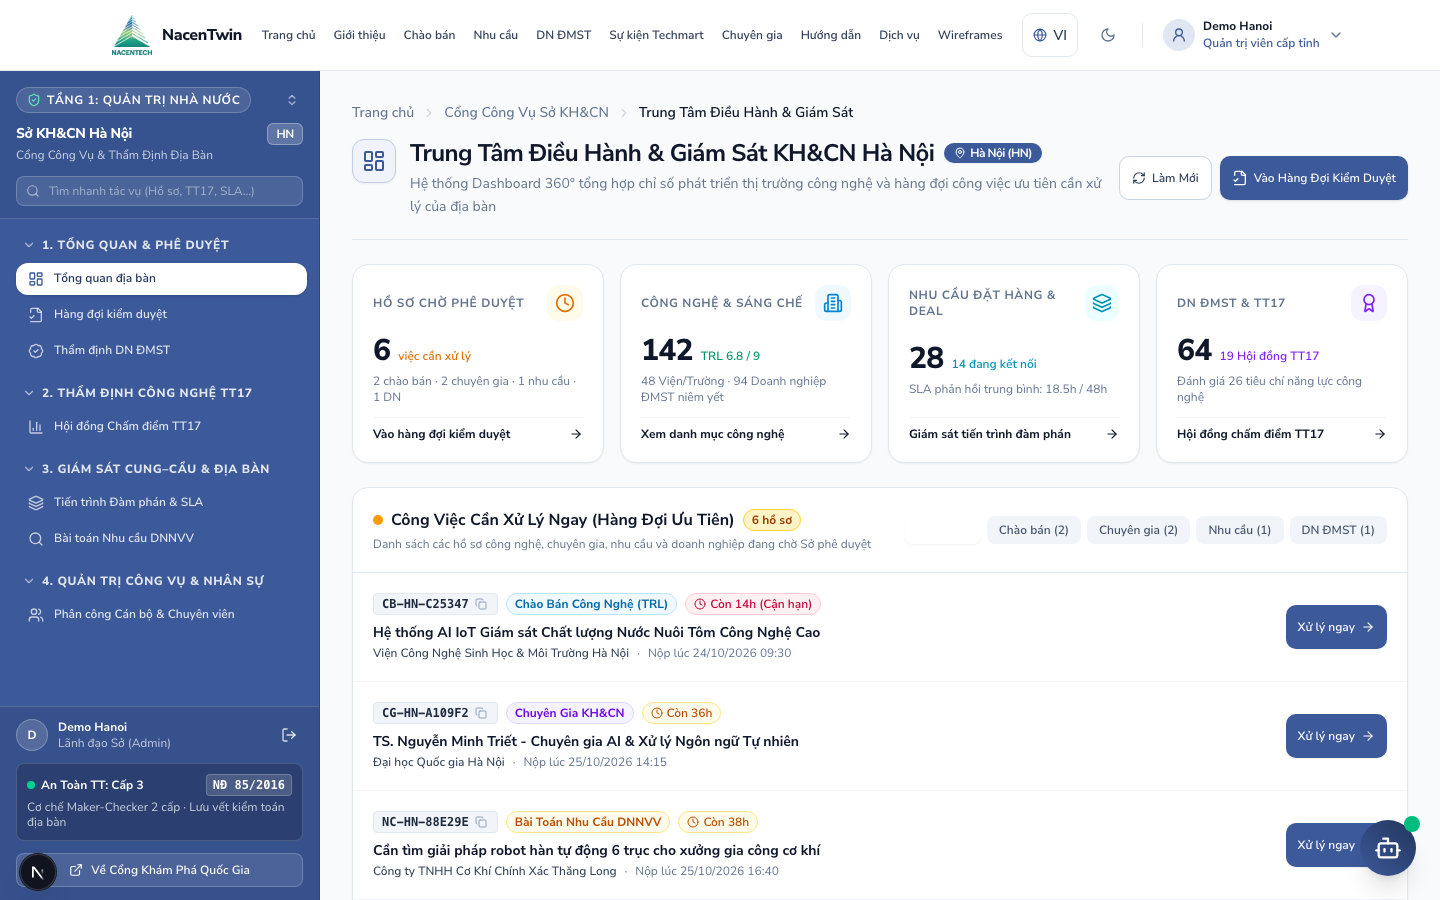 NACENTECH
NacenTwin
Trang chủ
Giới thiệu
Chào bán
Nhu cầu
DN ĐMST
Sự kiện Techmart
Chuyên gia
Hướng dẫn
Dịch vụ
Wireframes
VI
Demo Hanoi
Quản trị viên cấp tỉnh
TẦNG 1: QUẢN TRỊ NHÀ NƯỚC
Sở KH&CN Hà Nội
HN
Cổng Công Vụ & Thẩm Định Địa Bàn
Tìm nhanh tác vụ (Hồ sơ, TT17, SLA...)
1. TỔNG QUAN & PHÊ DUYỆT
Tổng quan địa bàn
Hàng đợi kiểm duyệt
Thẩm định DN ĐMST
2. THẨM ĐỊNH CÔNG NGHỆ TT17
Hội đồng Chấm điểm TT17
3. GIÁM SÁT CUNG–CẦU & ĐỊA BÀN
Tiến trình Đàm phán & SLA
Bài toán Nhu cầu DNNVV
4. QUẢN TRỊ CÔNG VỤ & NHÂN SỰ
Phân công Cán bộ & Chuyên viên
D
Demo Hanoi
Lãnh đạo Sở (Admin)
An Toàn TT: Cấp 3
NĐ 85/2016
Cơ chế Maker-Checker 2 cấp · Lưu vết kiểm toán
địa bàn
N
Về Cổng Khám Phá Quốc Gia
Trang chủ
Cổng Công Vụ Sở KH&CN
Trung Tâm Điều Hành & Giám Sát
Trung Tâm Điều Hành & Giám Sát KH&CN Hà Nội
Hà Nội (HN)
Hệ thống Dashboard 360° tổng hợp chỉ số phát triển thị trường công nghệ và hàng đợi công việc ưu tiên cần xử
lý của địa bàn
Làm Mới
Vào Hàng Đợi Kiểm Duyệt
HỒ SƠ CHỜ PHÊ DUYỆT
6 việc cần xử lý
2 chào bán · 2 chuyên gia · 1 nhu cầu ·
1 DN
Vào hàng đợi kiểm duyệt
CÔNG NGHỆ & SÁNG CHẾ
142 TRL 6.8 / 9
48 Viện/Trường · 94 Doanh nghiệp
ĐMST niêm yết
Xem danh mục công nghệ
NHU CẦU ĐẶT HÀNG &
DEAL
28 14 đang kết nối
SLA phản hồi trung bình: 18.5h / 48h
Giám sát tiến trình đàm phán
DN ĐMST & TT17
64 19 Hội đồng TT17
Đánh giá 26 tiêu chí năng lực công
nghệ
Hội đồng chấm điểm TT17
Công Việc Cần Xử Lý Ngay (Hàng Đợi Ưu Tiên)
6 hồ sơ
Danh sách các hồ sơ công nghệ, chuyên gia, nhu cầu và doanh nghiệp đang chờ Sở phê duyệt
Chào bán (2)
Chuyên gia (2)
Nhu cầu (1)
DN ĐMST (1)
CB-HN-C25347
Chào Bán Công Nghệ (TRL)
Còn 14h (Cận hạn)
Hệ thống AI IoT Giám sát Chất lượng Nước Nuôi Tôm Công Nghệ Cao
Viện Công Nghệ Sinh Học & Môi Trường Hà Nội · Nộp lúc 24/10/2026 09:30
Xử lý ngay
CG-HN-A109F2
Chuyên Gia KH&CN
Còn 36h
TS. Nguyễn Minh Triết - Chuyên gia AI & Xử lý Ngôn ngữ Tự nhiên
Đại học Quốc gia Hà Nội · Nộp lúc 25/10/2026 14:15
Xử lý ngay
NC-HN-88E29E
Bài Toán Nhu Cầu DNNVV
Còn 38h
Cần tìm giải pháp robot hàn tự động 6 trục cho xưởng gia công cơ khí
Công ty TNHH Cơ Khí Chính Xác Thăng Long · Nộp lúc 25/10/2026 16:40
Xử lý ngay